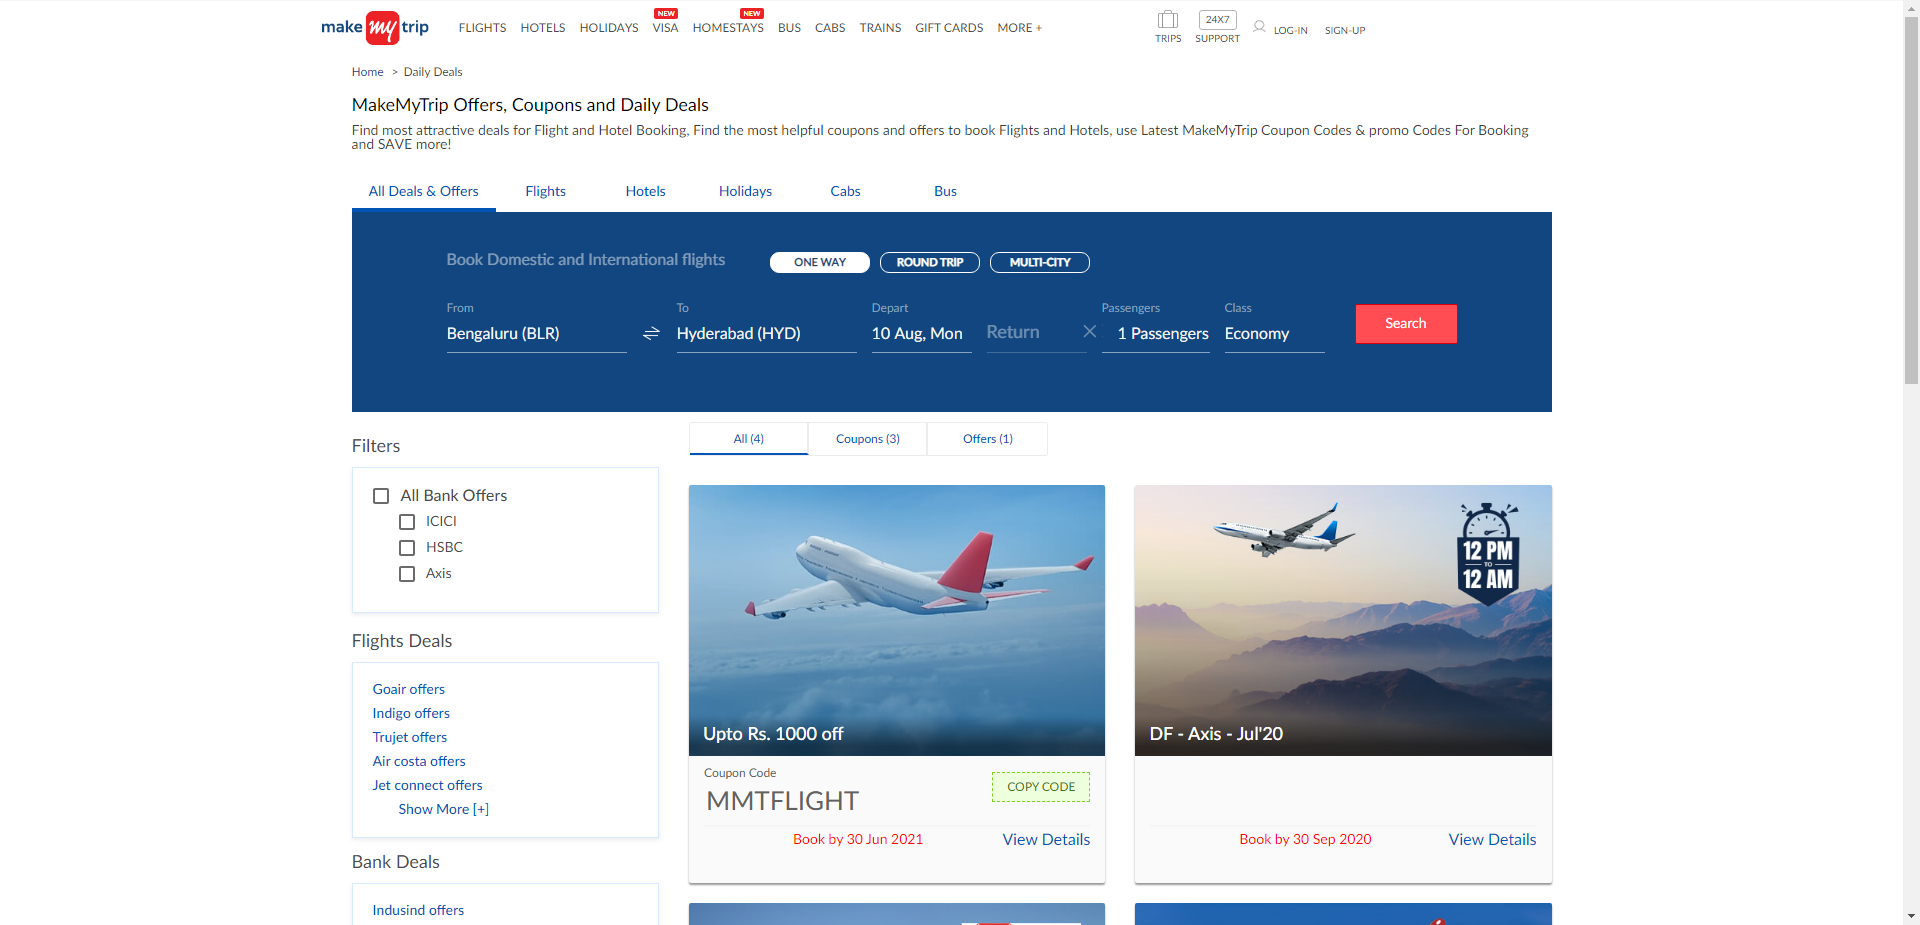 make my trip
FLIGHTS HOTELS HOLIDAYS NEW VISA NEW HOMESTAYS BUS CABS TRAINS GIFT CARDS MORE +
TRIPS
24X7
SUPPORT
LOG-IN SIGN-UP
Home > Daily Deals
MakeMyTrip Offers, Coupons and Daily Deals
Find most attractive deals for Flight and Hotel Booking, Find the most helpful coupons and offers to book Flights and Hotels, use Latest MakeMyTrip Coupon Codes & promo Codes For Booking
and SAVE more!
All Deals & Offers Flights Hotels Holidays Cabs Bus
Book Domestic and International flights ONE WAY ROUND TRIP MULTI-CITY
From To Depart Passengers Class
Bengaluru (BLR) Hyderabad (HYD) 10 Aug, Mon Return 1 Passengers Economy Search
All (4) Coupons (3) Offers (1)
Filters
All Bank Offers
ICICI
HSBC
Axis
Flights Deals
Goair offers
Indigo offers
Trujet offers
Air costa offers
Jet connect offers
Show More [+]
Bank Deals
Indusind offers
Upto Rs. 1000 off
Coupon Code
MMTFLIGHT
COPY CODE
Book by 30 Jun 2021 View Details
12 PM
TO
12 AM
DF - Axis - Jul'20
Book by 30 Sep 2020 View Details